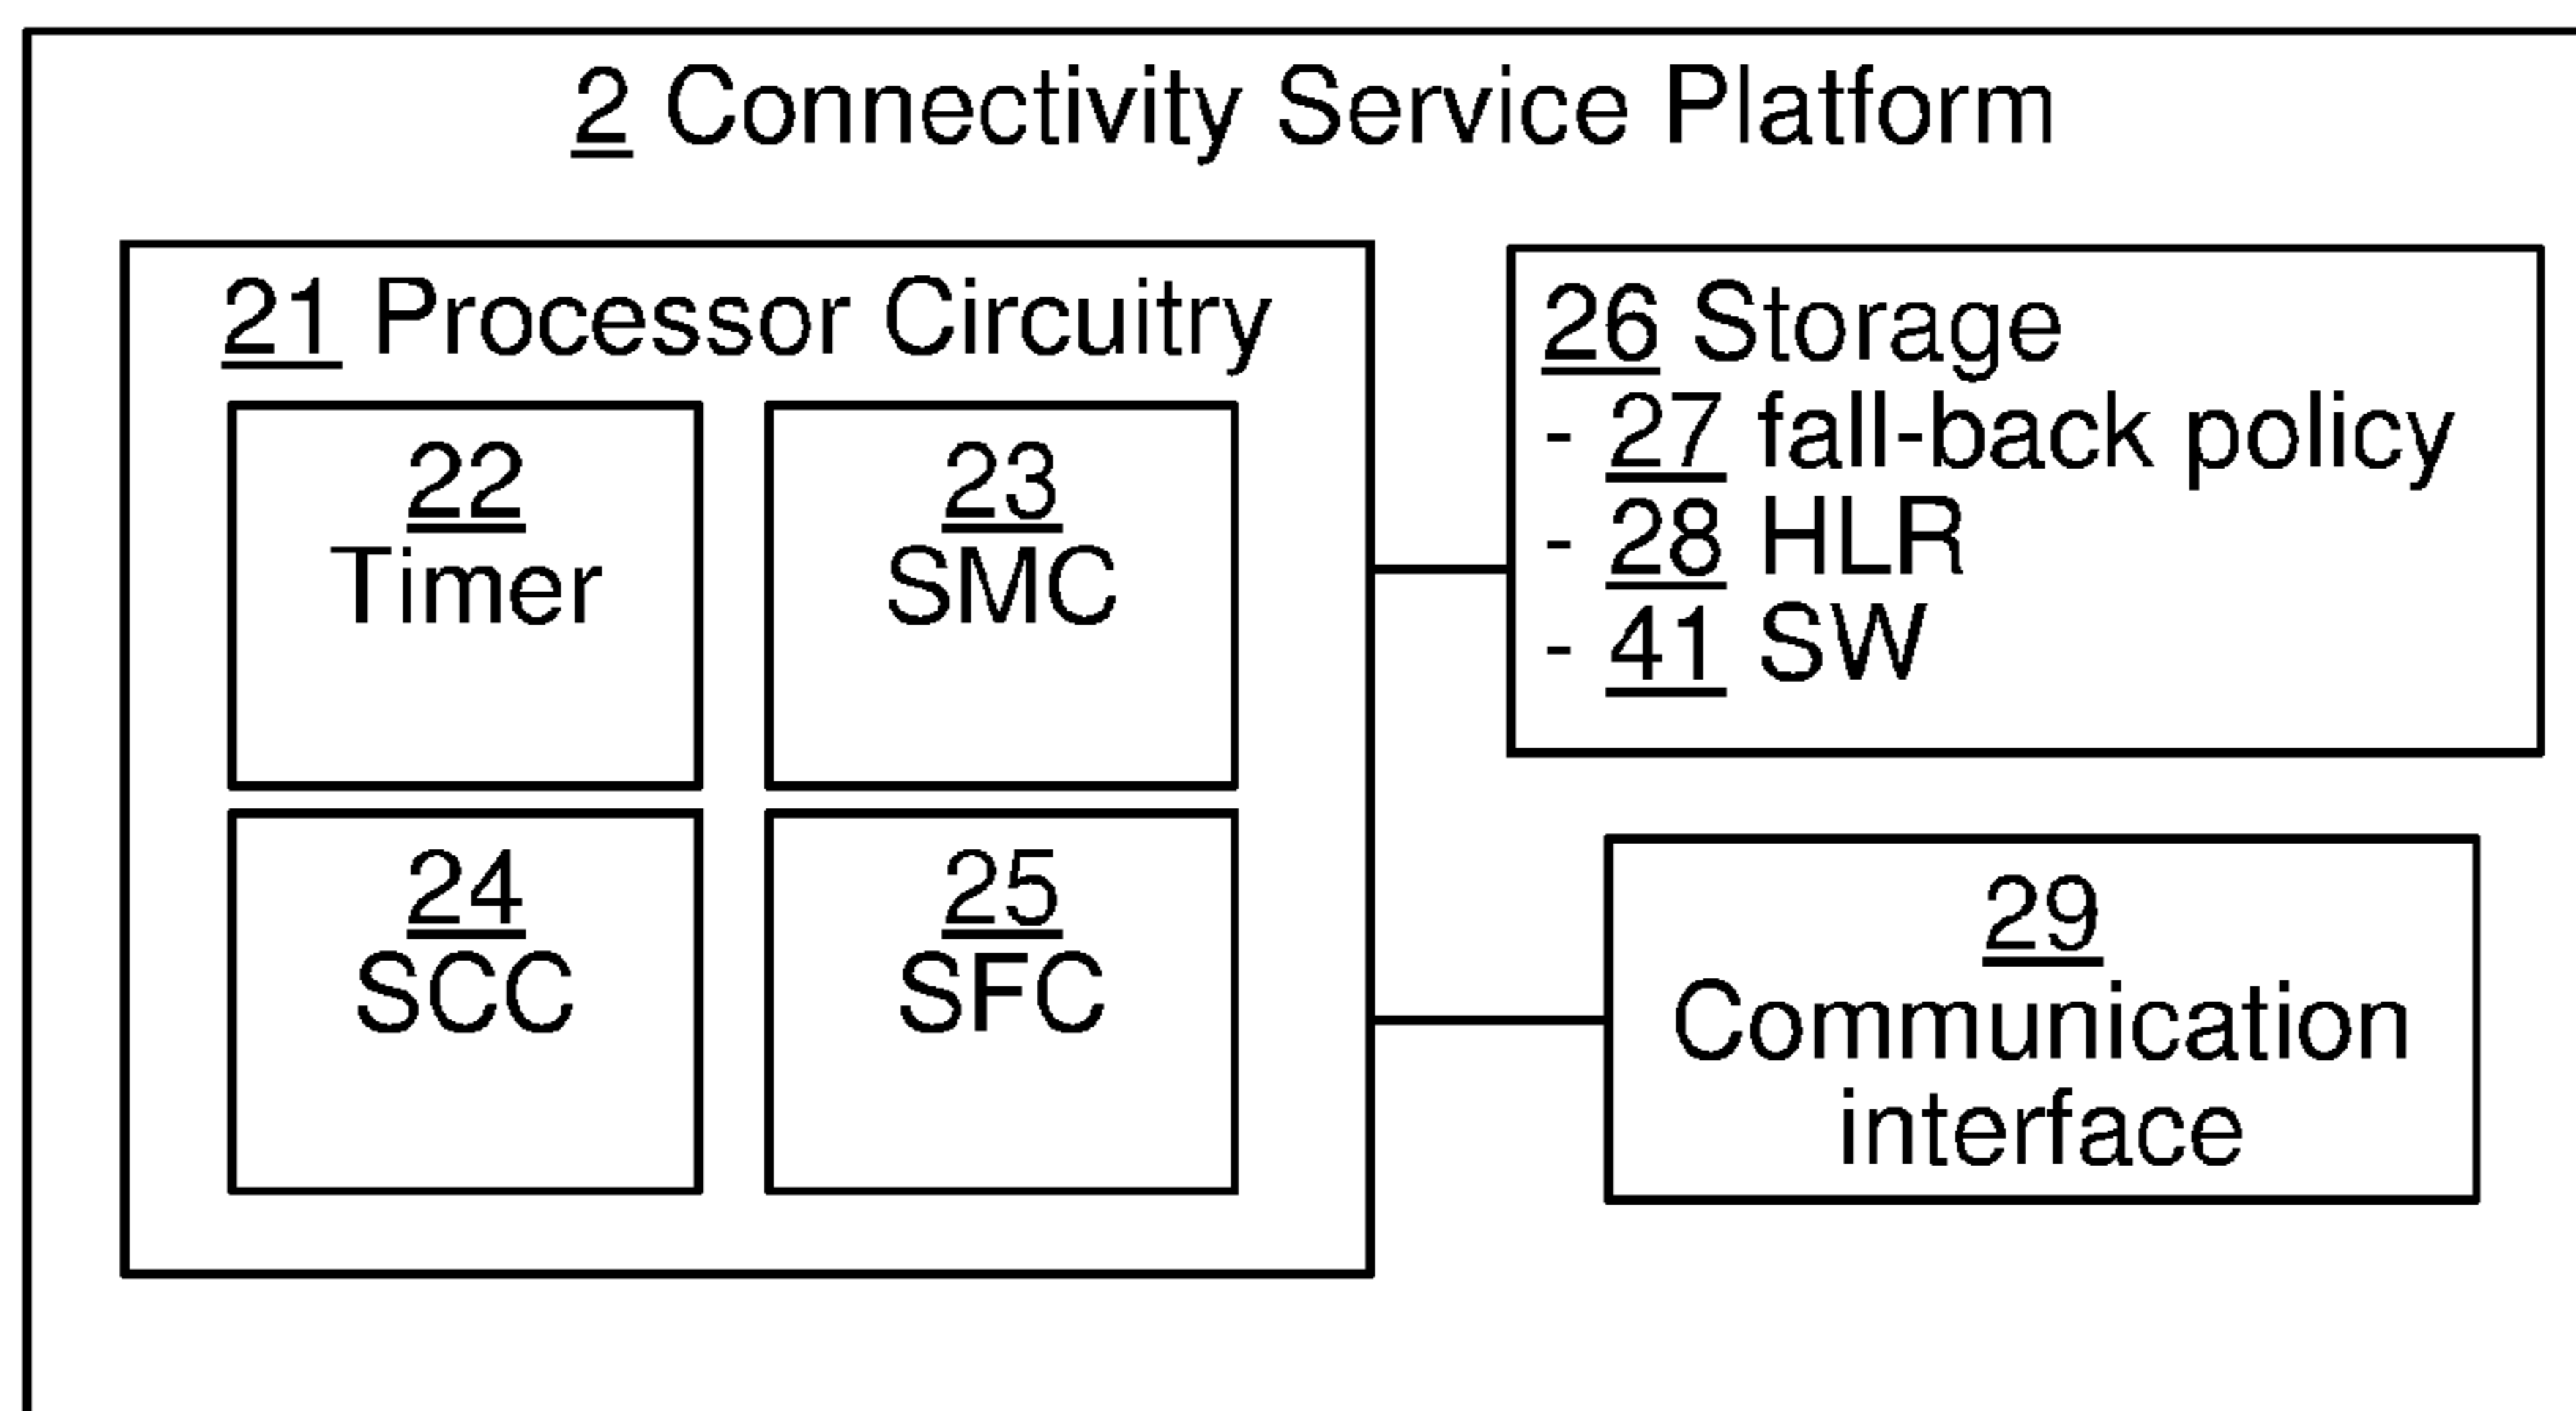 2 Connectivity Service Platform
21 Processor Circuitry
22
Timer
23
SMC
24
SCC
25
SFC
26 Storage
- 27 fall-back policy
- 28 HLR
- 41 SW
29
Communication
interface